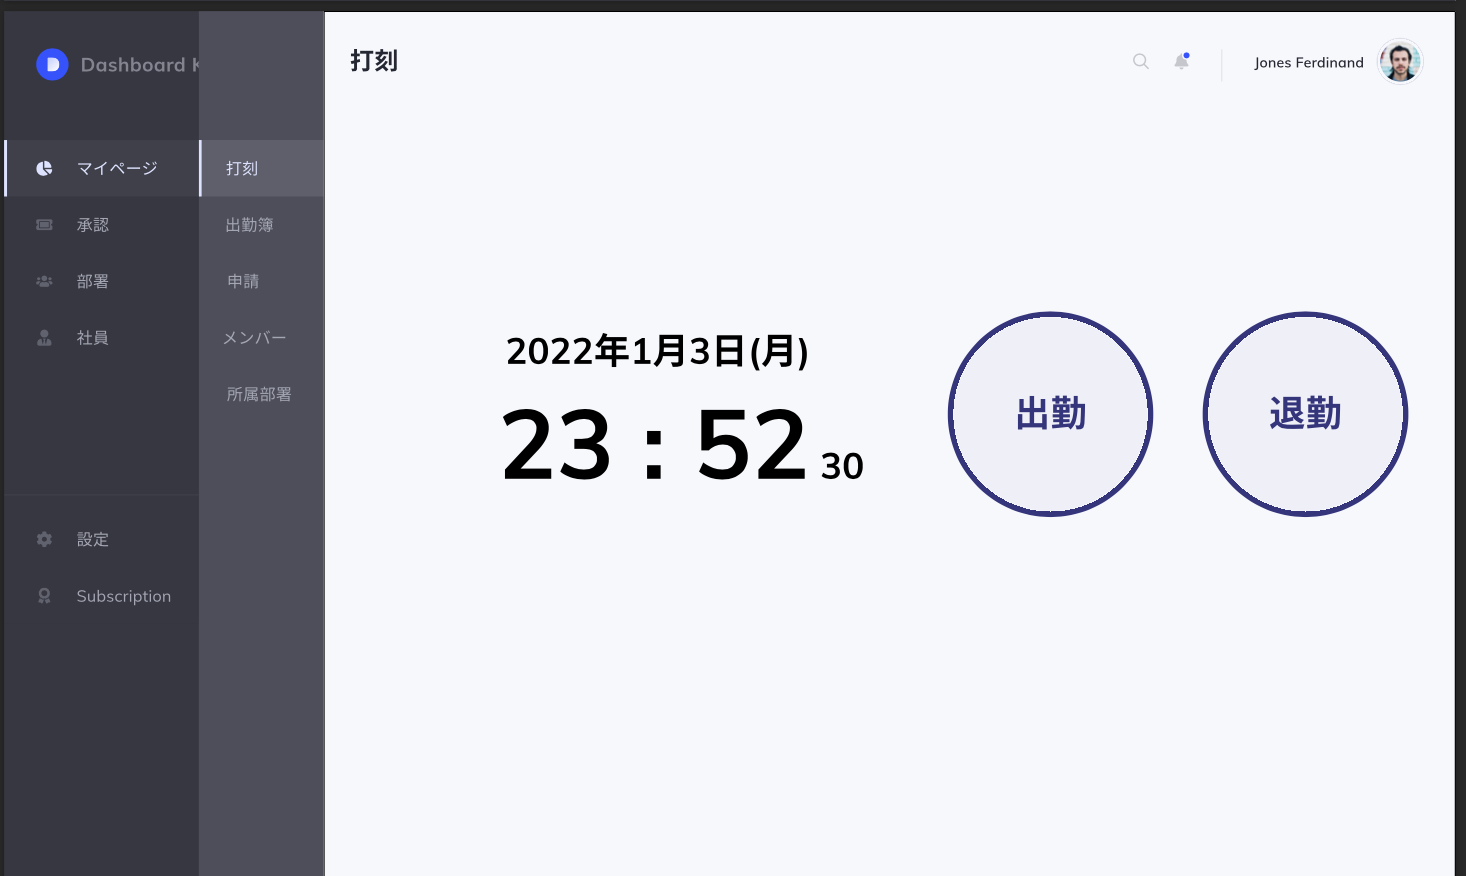 Dashboard K
マイページ
承認
部署
社員
設定
Subscription
打刻
出勤簿
申請
メンバー
所属部署
打刻
Jones Ferdinand
2022年1月3日(月)
23 : 52 30
出勤
退勤